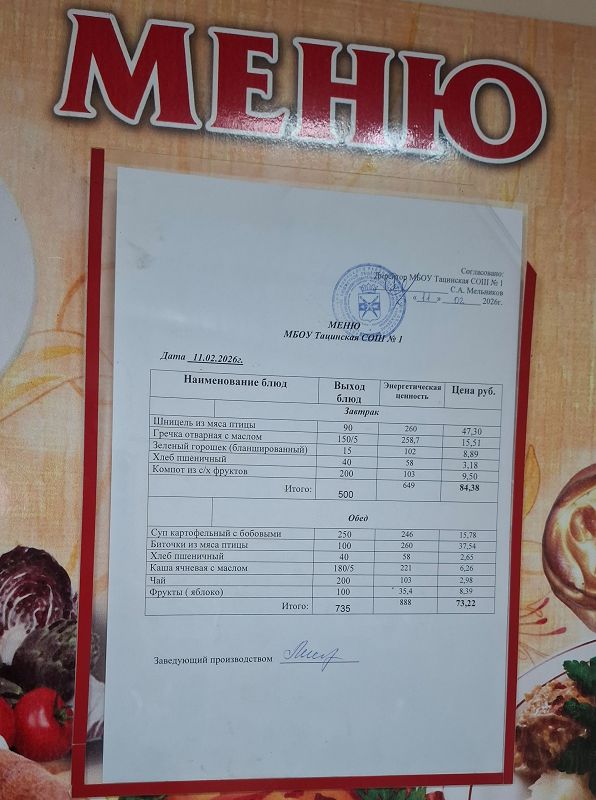 МЕНЮ
Согласовано:
Директор МБОУ Тацинская СОШ № 1
С.А. Мельников
« 11 » 02 2026г.
МЕНЮ
МБОУ Тацинская СОШ № 1
Дата 11.02.2026г.
Наименование блюд Выход блюд Энергетическая ценность Цена руб.
Завтрак
Шницель из мяса птицы 90 260 47,30
Гречка отварная с маслом 150/5 258,7 15,51
Зеленый горошек (бланшированный) 15 102 8,89
Хлеб пшеничный 40 58 3,18
Компот из с/х фруктов 200 103 9,50
Итого: 500 649 84,38
Обед
Суп картофельный с бобовыми 250 246 15,78
Биточки из мяса птицы 100 260 37,54
Хлеб пшеничный 40 58 2,65
Каша ячневая с маслом 180/5 221 6,26
Чай 200 103 2,98
Фрукты ( яблоко) 100 35,4 8,39
Итого: 735 888 73,22
Заведующий производством